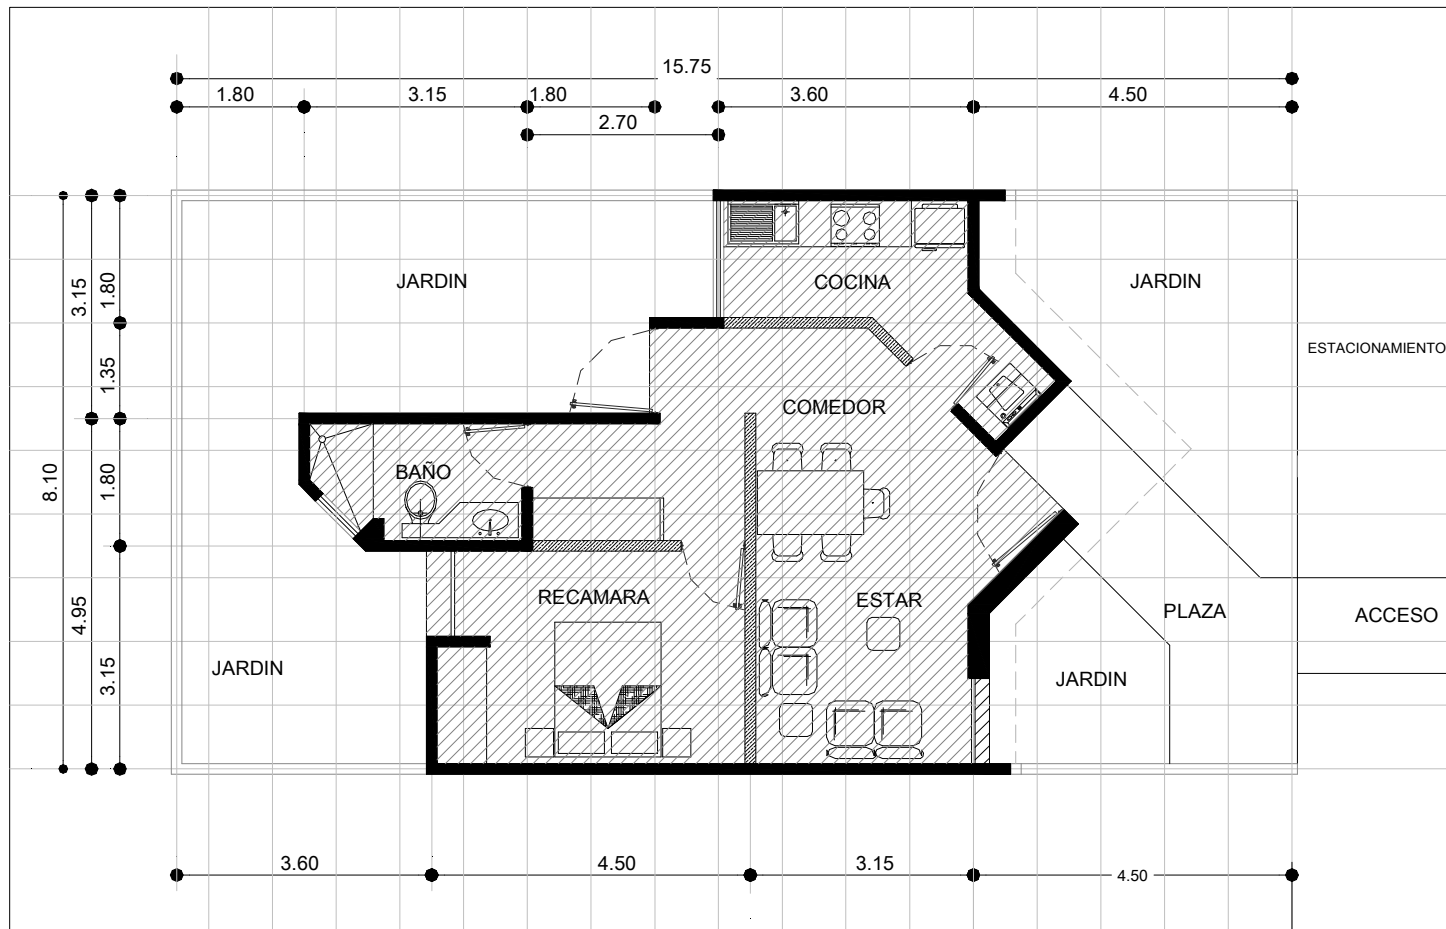 15.75
1.80
3.15
1.80
3.60
4.50
2.70
JARDIN
COCINA
JARDIN
3.15
1.80
ESTACIONAMIENTO
1.35
COMEDOR
BAÑO
8.10
1.80
RECAMARA
ESTAR
PLAZA
ACCESO
4.95
JARDIN
3.15
JARDIN
3.60
4.50
3.15
4.50